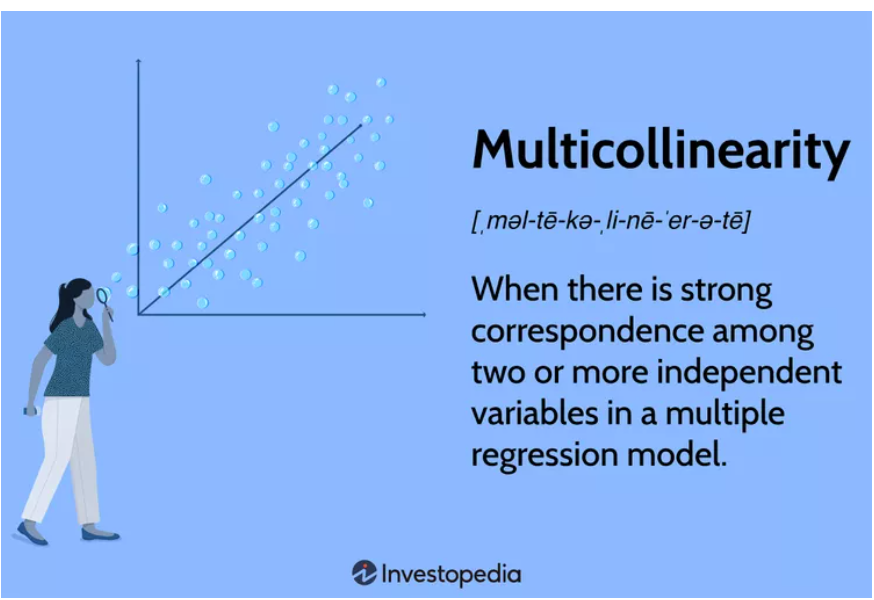 Multicollinearity
[ˌməl-tē-kə-ˌli-nē-ˈer-ə-tē]
When there is strong
correspondence among
two or more independent
variables in a multiple
regression model.
Investopedia